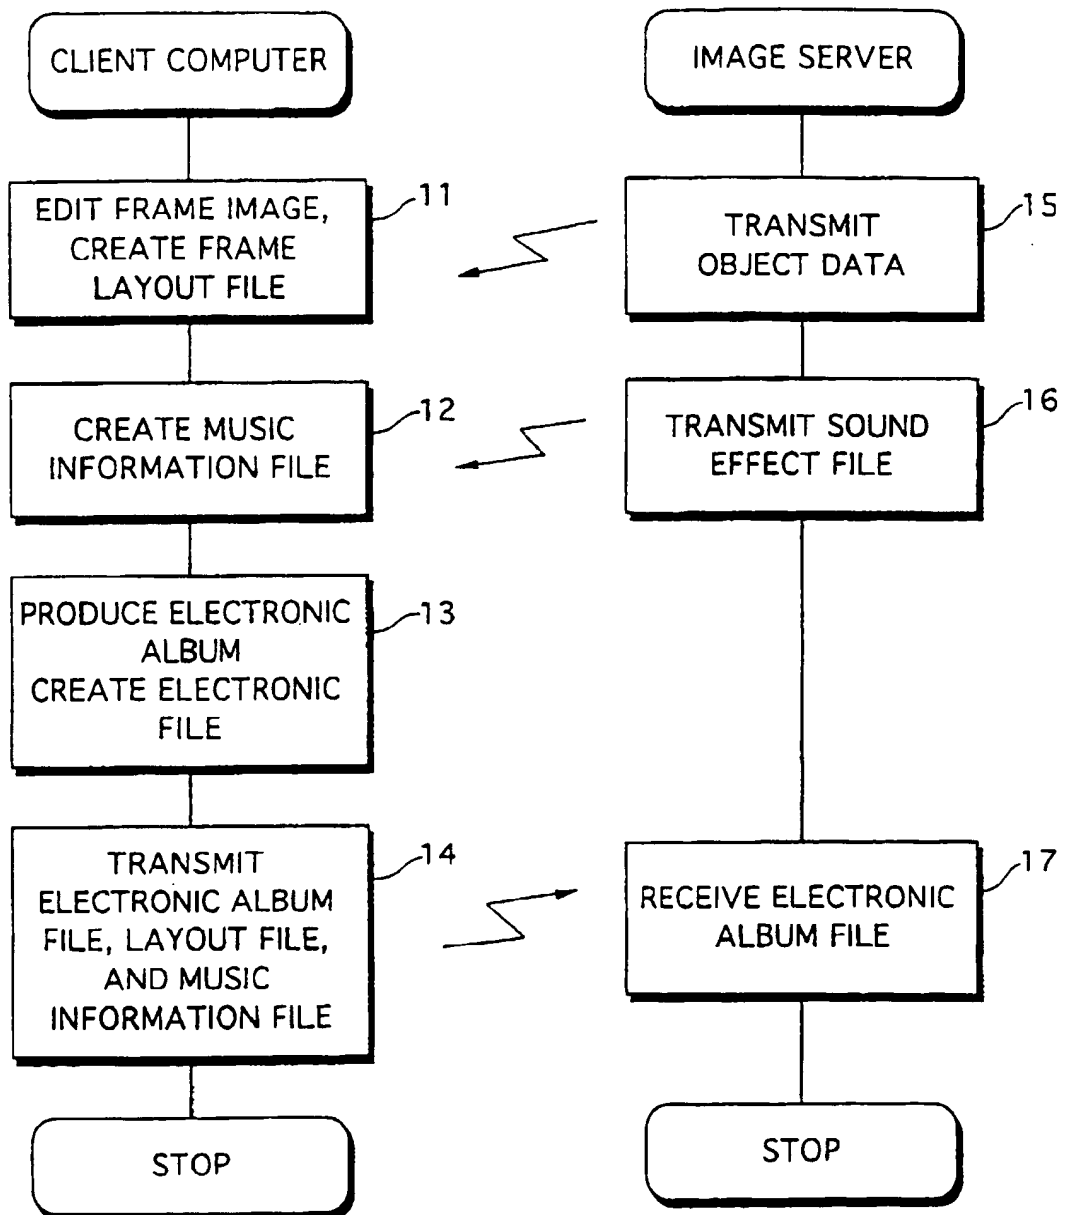 CLIENT COMPUTER
EDIT FRAME IMAGE,
CREATE FRAME
LAYOUT FILE
11
CREATE MUSIC
INFORMATION FILE
12
PRODUCE ELECTRONIC
ALBUM
CREATE ELECTRONIC
FILE
13
TRANSMIT
ELECTRONIC ALBUM
FILE, LAYOUT FILE,
AND MUSIC
INFORMATION FILE
14
STOP
IMAGE SERVER
TRANSMIT
OBJECT DATA
15
TRANSMIT SOUND
EFFECT FILE
16
RECEIVE ELECTRONIC
ALBUM FILE
17
STOP